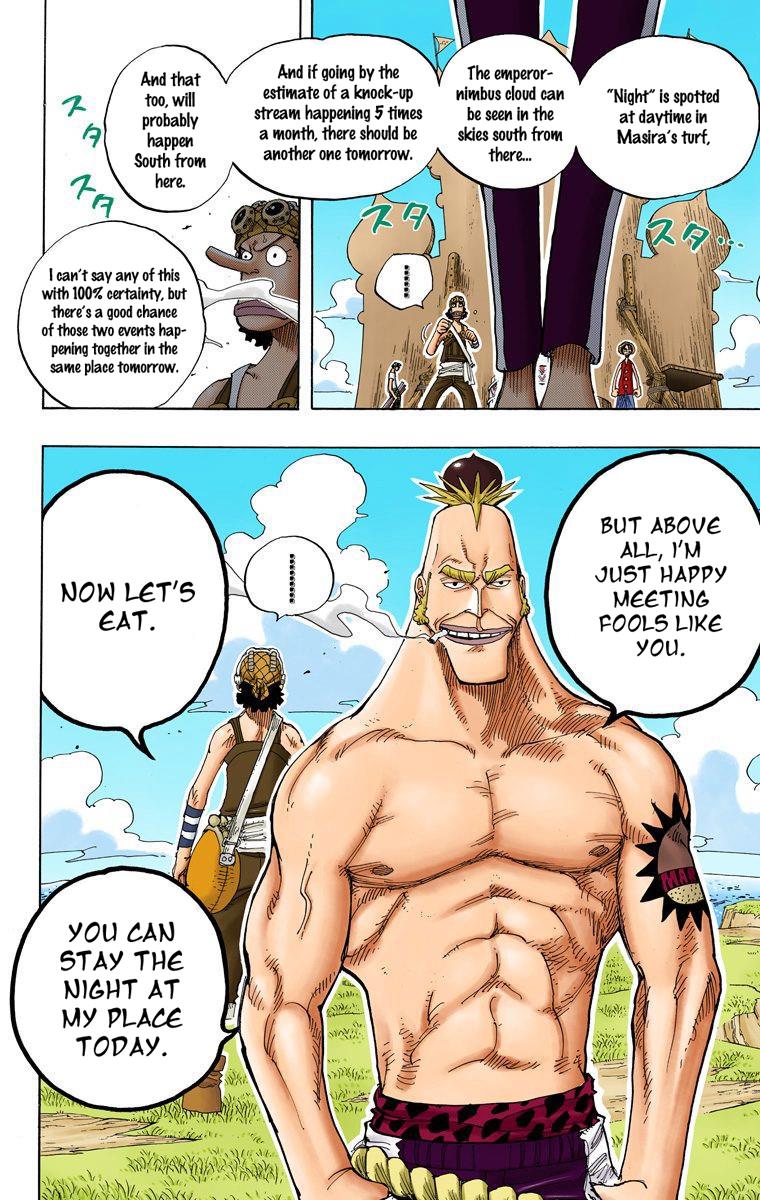 "Night" is spotted
at daytime in
Masira's turf,
The emperor-
nimbus cloud can
be seen in the
skies south from
there...
And if going by the
estimate of a knock-up
stream happening 5 times
a month, there should be
another one tomorrow.
And that
too, will
probably
happen
South from
here.
スタ
スタ
スタ
スタ...
I can't say any of this
with 100% certainty, but
there's a good chance
of those two events hap-
pening together in the
same place tomorrow.
BUT ABOVE
ALL, I'M
JUST HAPPY
MEETING
FOOLS LIKE
YOU.
NOW LET'S
EAT.
YOU CAN
STAY THE
NIGHT AT
MY PLACE
TODAY.